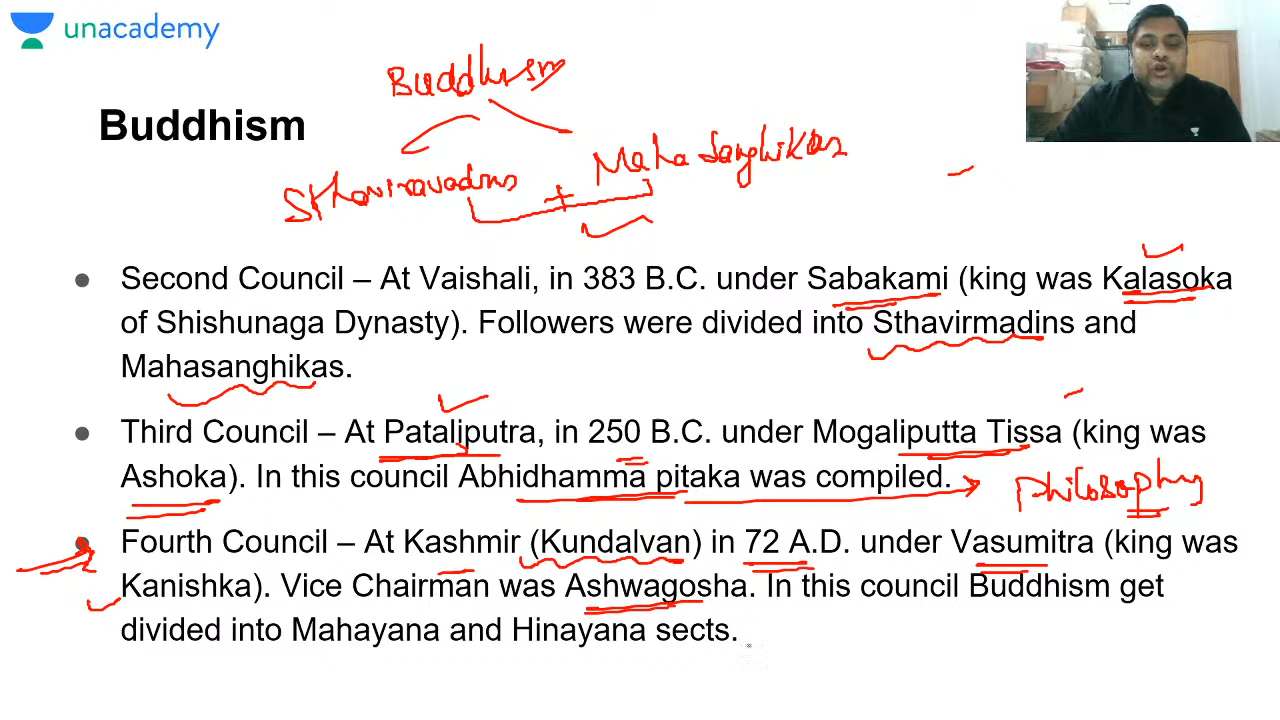 unacademy
Buddhism
Buddhism
Sthaviravadins + Mahasanghikas
Second Council – At Vaishali, in 383 B.C. under Sabakami (king was Kalasoka
of Shishunaga Dynasty). Followers were divided into Sthavirmadins and
Mahasanghikas.
Third Council – At Pataliputra, in 250 B.C. under Mogaliputta Tissa (king was
Ashoka). In this council Abhidhamma pitaka was compiled.
Philosophy
Fourth Council – At Kashmir (Kundalvan) in 72 A.D. under Vasumitra (king was
Kanishka). Vice Chairman was Ashwagosha. In this council Buddhism get
divided into Mahayana and Hinayana sects.